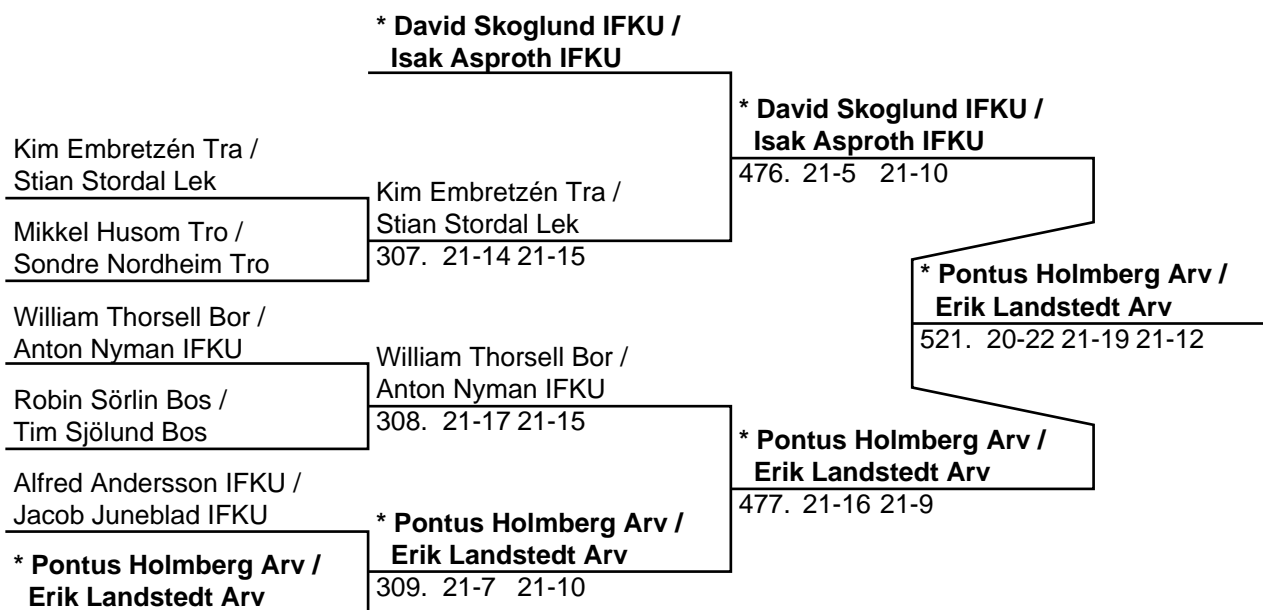 * David Skoglund IFKU /
Isak Asproth IFKU
* David Skoglund IFKU /
Isak Asproth IFKU
476. 21-5 21-10
Kim Embretzén Tra /
Stian Stordal Lek
Kim Embretzén Tra /
Stian Stordal Lek
307. 21-14 21-15
Mikkel Husom Tro /
Sondre Nordheim Tro
* Pontus Holmberg Arv /
Erik Landstedt Arv
521. 20-22 21-19 21-12
William Thorsell Bor /
Anton Nyman IFKU
William Thorsell Bor /
Anton Nyman IFKU
308. 21-17 21-15
Robin Sörlin Bos /
Tim Sjölund Bos
* Pontus Holmberg Arv /
Erik Landstedt Arv
477. 21-16 21-9
Alfred Andersson IFKU /
Jacob Juneblad IFKU
* Pontus Holmberg Arv /
Erik Landstedt Arv
309. 21-7 21-10
* Pontus Holmberg Arv /
Erik Landstedt Arv